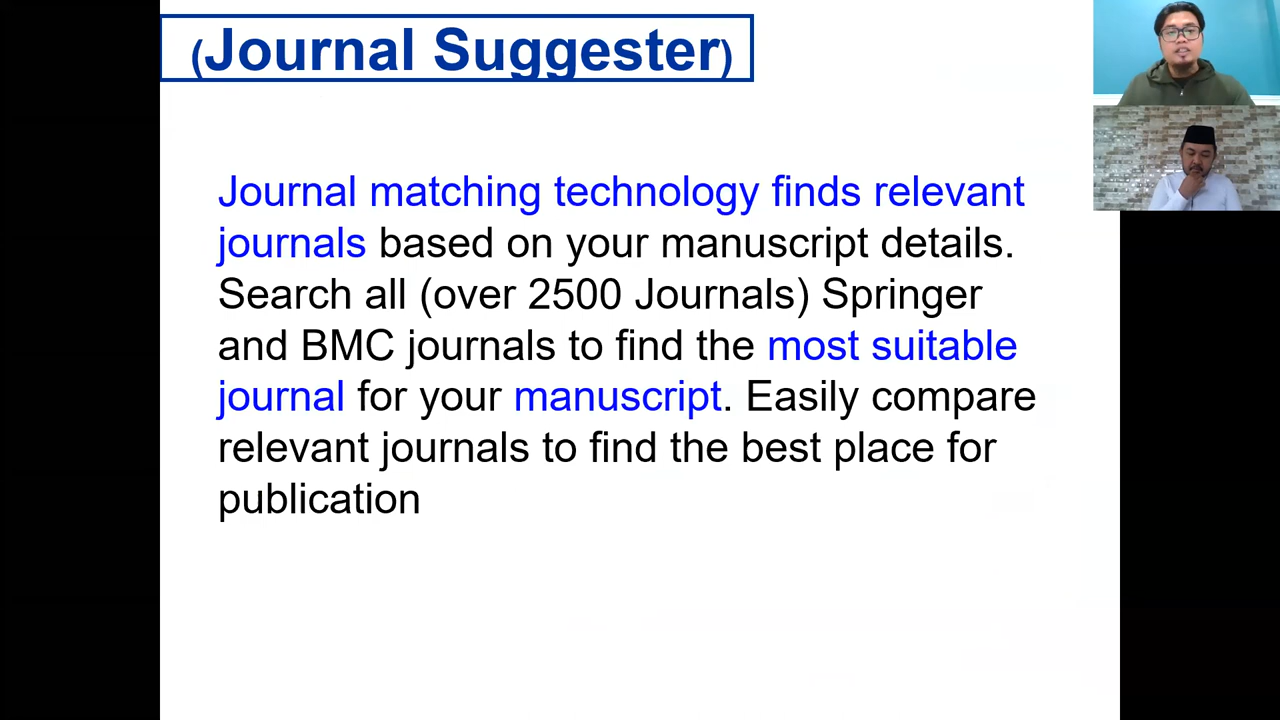 (Journal Suggester)
Journal matching technology finds relevant
journals based on your manuscript details.
Search all (over 2500 Journals) Springer
and BMC journals to find the most suitable
journal for your manuscript. Easily compare
relevant journals to find the best place for
publication